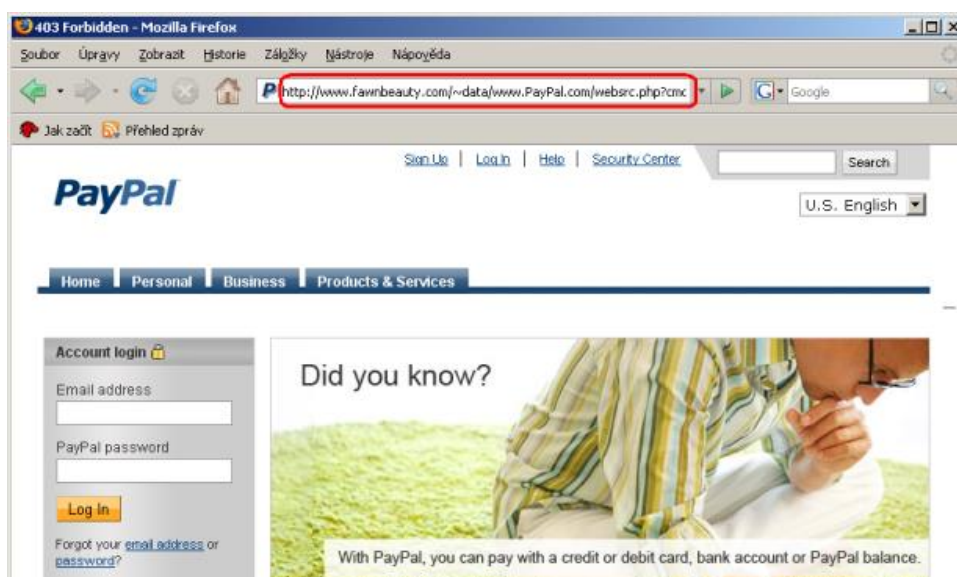 403 Forbidden - Mozilla Firefox
Soubor Úpravy Zobrazit Historie Záložky Nástroje Nápověda
http://www.fawnbeauty.com/~data/www.PayPal.com/websrc.php?cmd
G Google
Jak začít Přehled zpráv
Sign Up | Log In | Help | Security Center Search
PayPal
U.S. English
Home Personal Business Products & Services
Account login
Did you know?
Email address
PayPal password
Log In
Forgot your email address or
password?
With PayPal, you can pay with a credit or debit card, bank account or PayPal balance.